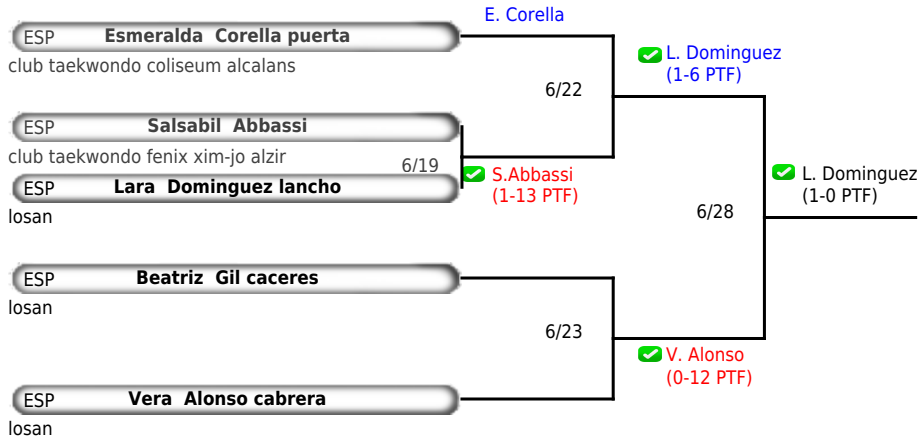 E. Corella
ESP Esmeralda Corella puerta
club taekwondo coliseum alcalans
L. Dominguez
(1-6 PTF)
6/22
ESP Salsabil Abbassi
club taekwondo fenix xim-jo alzir
6/19
S.Abbassi
(1-13 PTF)
ESP Lara Dominguez lancho
losan
L. Dominguez
(1-0 PTF)
6/28
ESP Beatriz Gil caceres
losan
6/23
V. Alonso
(0-12 PTF)
ESP Vera Alonso cabrera
losan